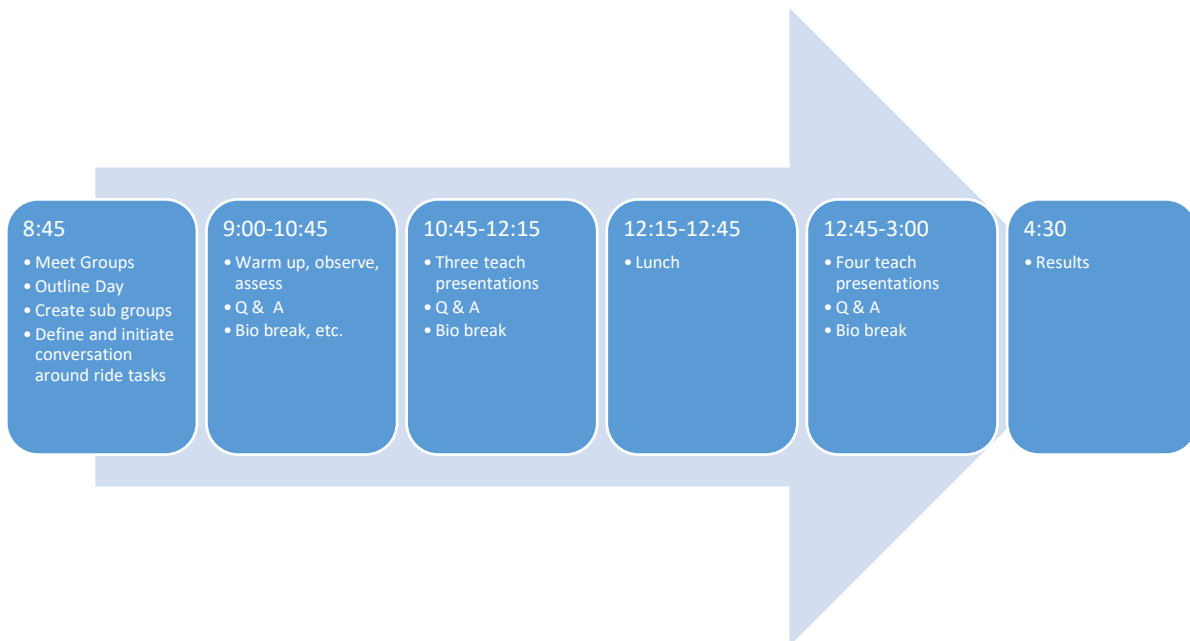 8:45
• Meet Groups
• Outline Day
• Create sub groups
• Define and initiate
conversation
around ride tasks
9:00-10:45
• Warm up, observe,
assess
• Q & A
• Bio break, etc.
10:45-12:15
• Three teach
presentations
• Q & A
• Bio break
12:15-12:45
• Lunch
12:45-3:00
• Four teach
presentations
• Q & A
• Bio break
4:30
• Results